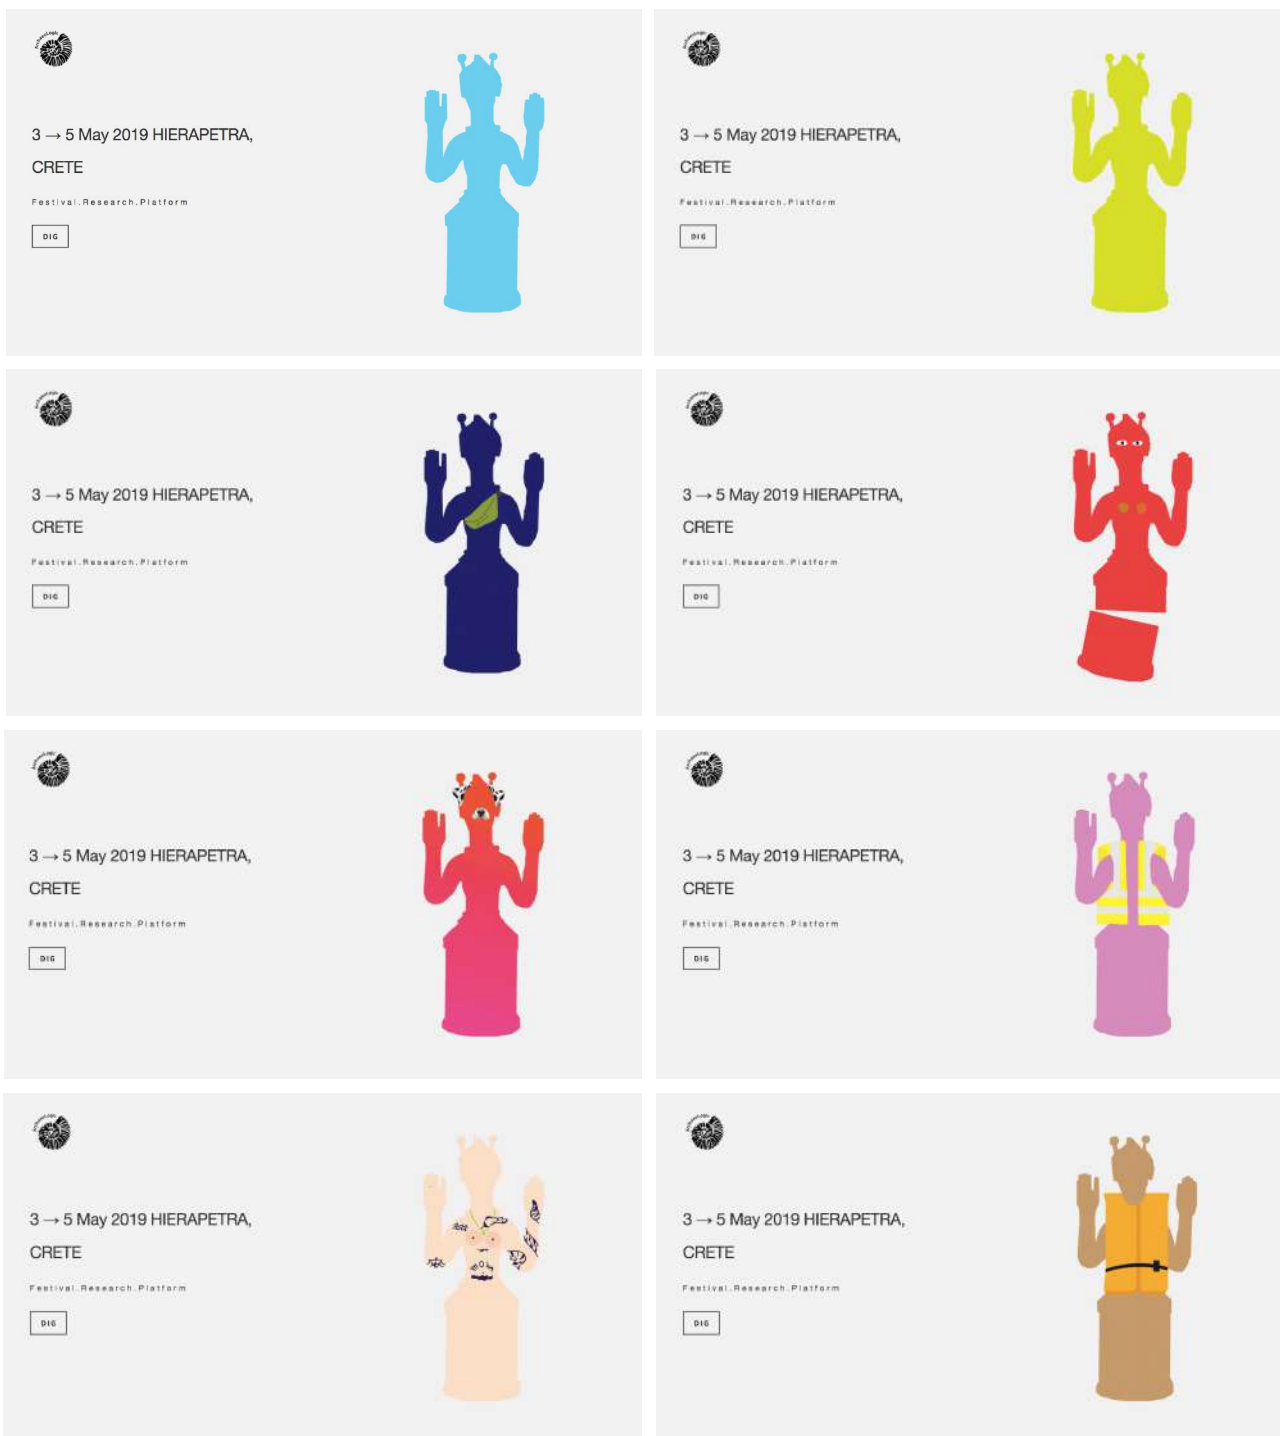 3 → 5 May 2019 HIERAPETRA,
CRETE
Festival.Research.Platform
DIG
3 → 5 May 2019 HIERAPETRA,
CRETE
Festival.Research.Platform
DIG
3 → 5 May 2019 HIERAPETRA,
CRETE
Festival.Research.Platform
DIG
3 → 5 May 2019 HIERAPETRA,
CRETE
Festival.Research.Platform
DIG
3 → 5 May 2019 HIERAPETRA,
CRETE
Festival.Research.Platform
DIG
3 → 5 May 2019 HIERAPETRA,
CRETE
Festival.Research.Platform
DIG
3 → 5 May 2019 HIERAPETRA,
CRETE
Festival.Research.Platform
DIG
3 → 5 May 2019 HIERAPETRA,
CRETE
Festival.Research.Platform
DIG